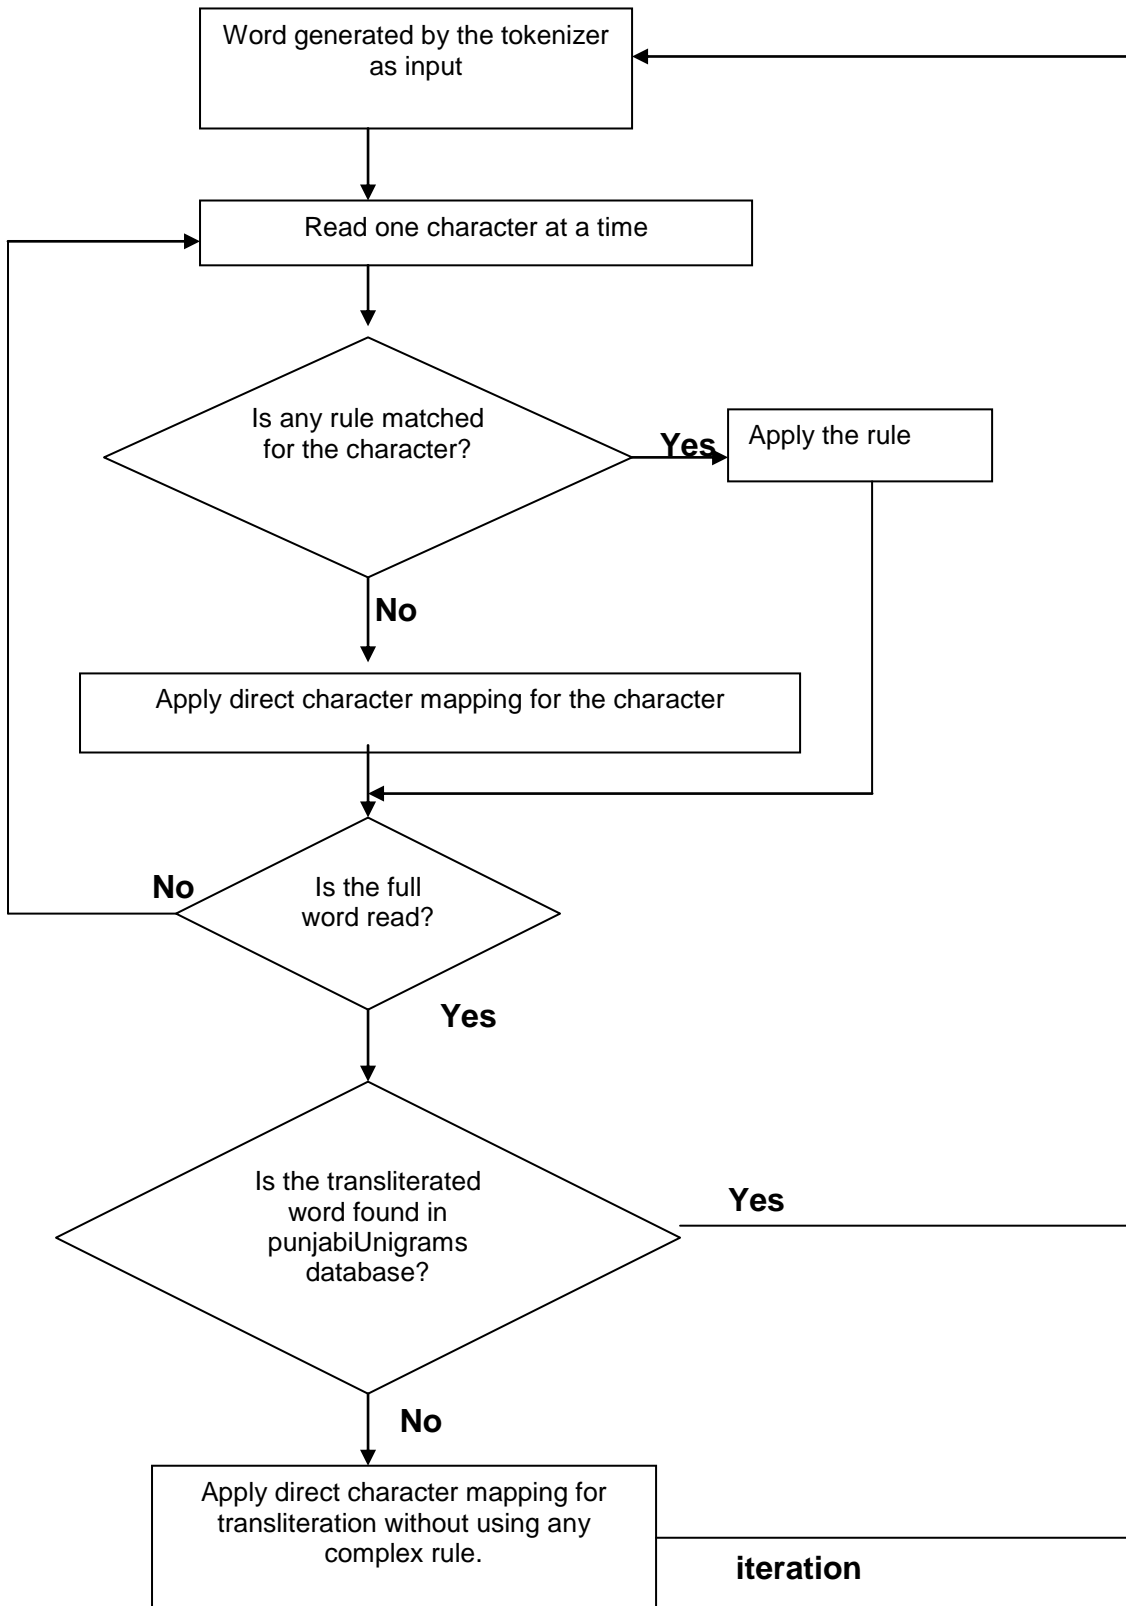 Word generated by the tokenizer
as input
Read one character at a time
Is any rule matched
for the character?
Yes
Apply the rule
No
Apply direct character mapping for the character
No
Is the full
word read?
Yes
Is the transliterated
word found in
punjabiUnigrams
database?
Yes
No
Apply direct character mapping for
transliteration without using any
complex rule.
iteration